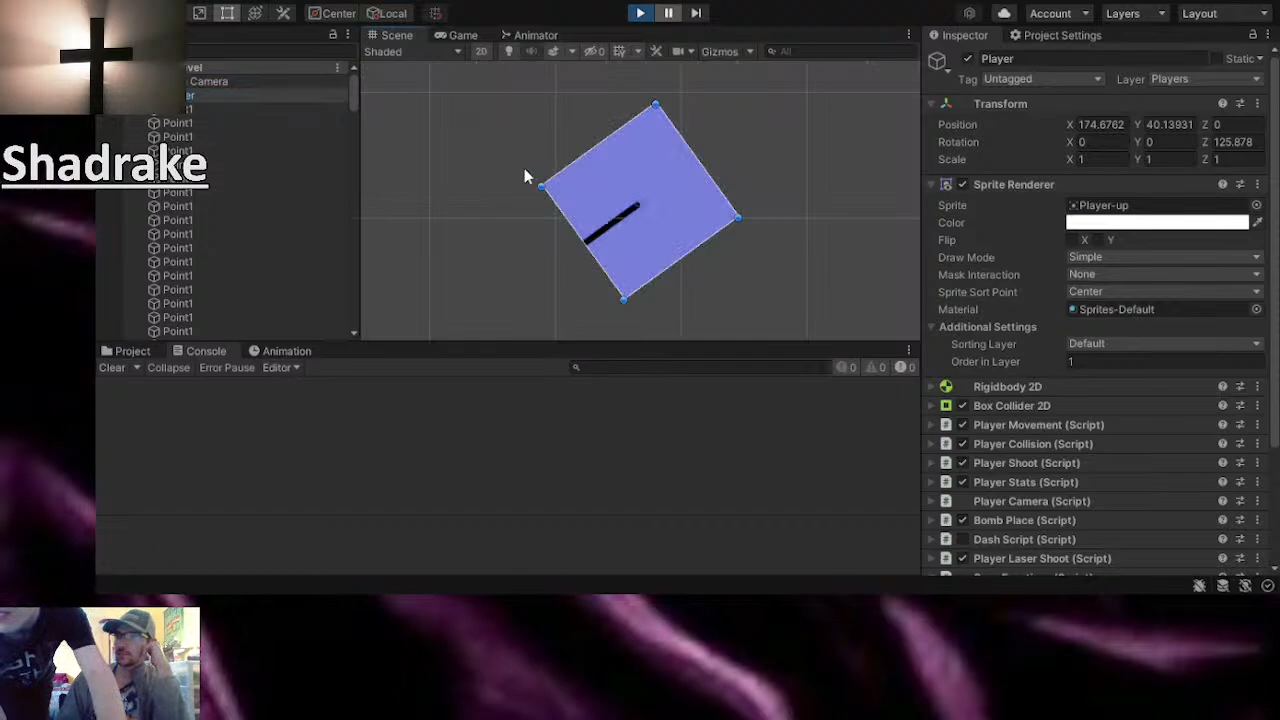 Center
Local
Account
Layers
Layout
Scene
Game
Animator
Inspector
Project Settings
Shaded
2D
0
Gizmos
All
Player
Static
Tag
Untagged
Layer
Players
vel
Camera
er
Point1
Point1
Point1
Point1
Point1
Point1
Point1
Point1
Point1
Point1
Point1
Point1
Point1
Shadrake
Transform
Position
X 174.6762
Y 40.13931
Z 0
Rotation
X 0
Y 0
Z 125.878
Scale
X 1
Y 1
Z 1
Sprite Renderer
Sprite
Player-up
Color
Flip
X
Y
Draw Mode
Simple
Mask Interaction
None
Sprite Sort Point
Center
Material
Sprites-Default
Additional Settings
Sorting Layer
Default
Order in Layer
1
Rigidbody 2D
Box Collider 2D
Player Movement (Script)
Player Collision (Script)
Player Shoot (Script)
Player Stats (Script)
Player Camera (Script)
Bomb Place (Script)
Dash Script (Script)
Player Laser Shoot (Script)
Project
Console
Animation
Clear
Collapse
Error Pause
Editor
0
0
0